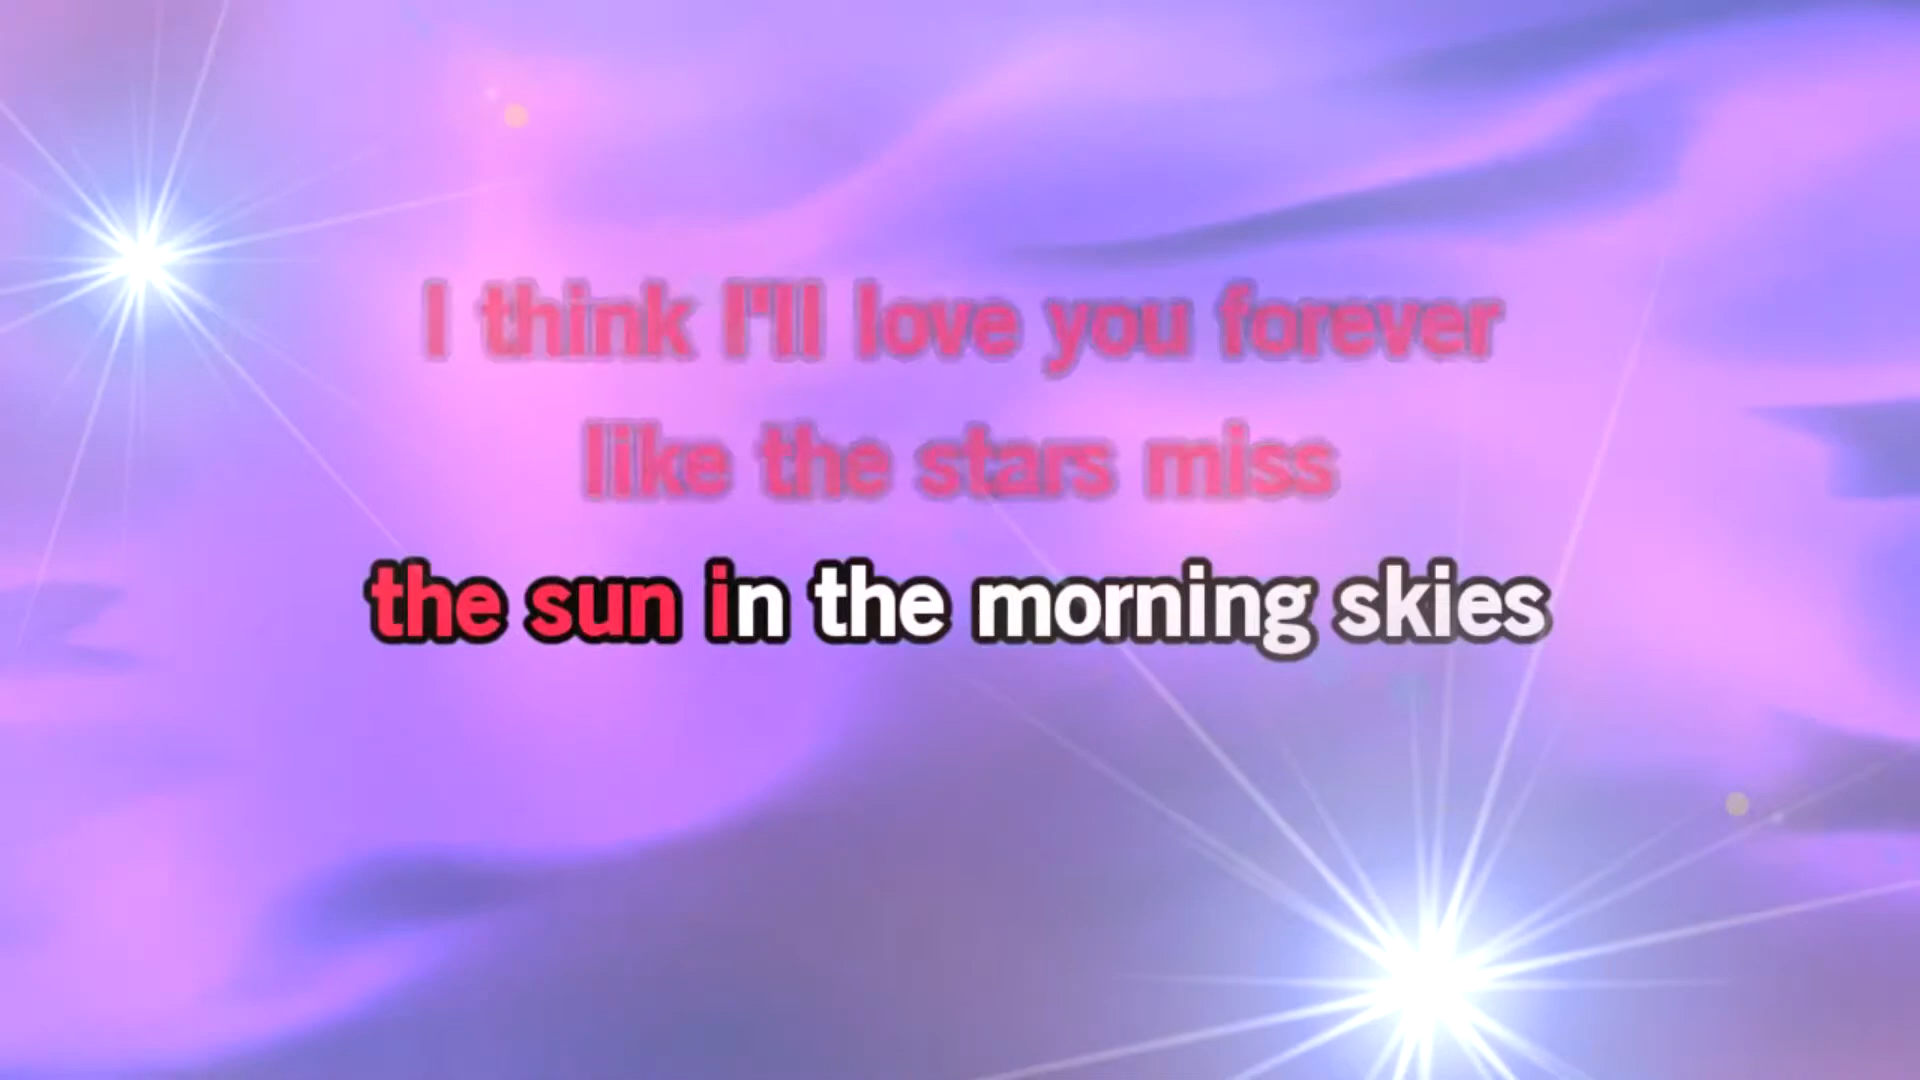 I think I'll love you forever
like the stars miss
the sun in the morning skies